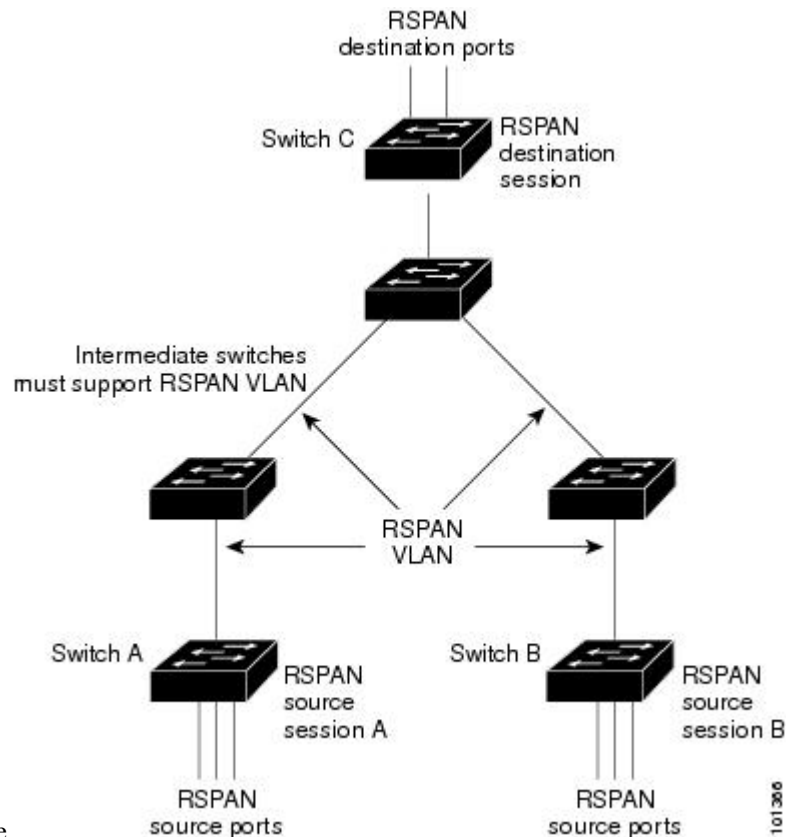 RSPAN
destination ports
Switch C
RSPAN
destination
session
Intermediate switches
must support RSPAN VLAN
RSPAN
VLAN
Switch A
RSPAN
source
session A
Switch B
RSPAN
source
session B
RSPAN
source ports
RSPAN
source ports
101366
e